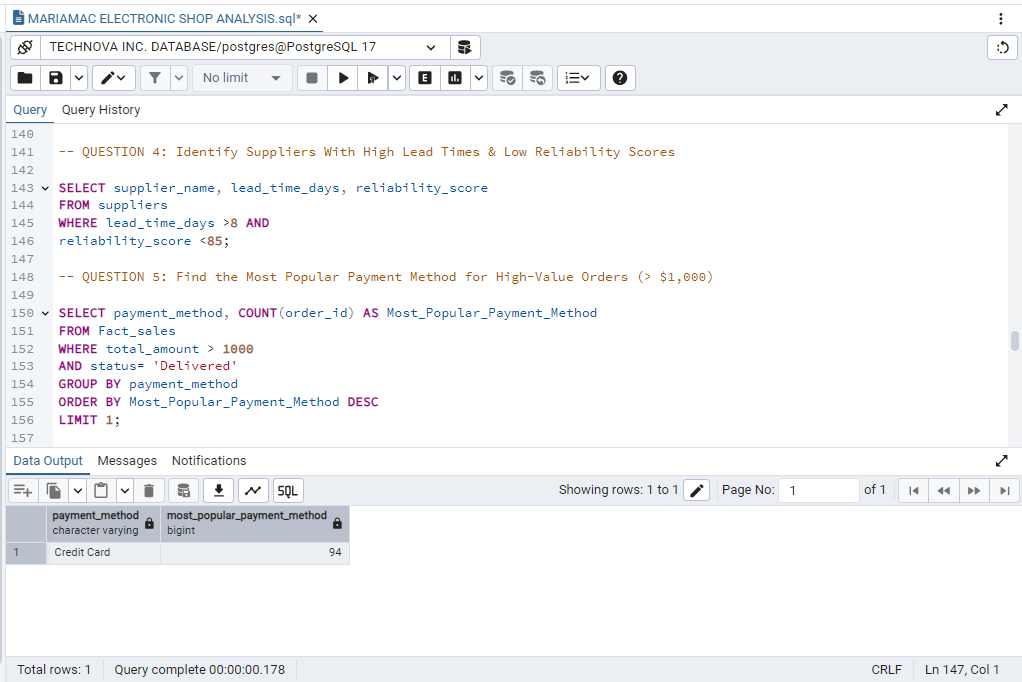 MARIAMAC ELECTRONIC SHOP ANALYSIS.sql*
TECHNOVA INC. DATABASE/postgres@PostgreSQL 17
No limit
E
Query Query History
140
141 -- QUESTION 4: Identify Suppliers With High Lead Times & Low Reliability Scores
142
143 SELECT supplier_name, lead_time_days, reliability_score
144 FROM suppliers
145 WHERE lead_time_days >8 AND
146 reliability_score <85;
147
148 -- QUESTION 5: Find the Most Popular Payment Method for High-Value Orders (> $1,000)
149
150 SELECT payment_method, COUNT(order_id) AS Most_Popular_Payment_Method
151 FROM Fact_sales
152 WHERE total_amount > 1000
153 AND status= 'Delivered'
154 GROUP BY payment_method
155 ORDER BY Most_Popular_Payment_Method DESC
156 LIMIT 1;
157
Data Output Messages Notifications
SQL Showing rows: 1 to 1 Page No: 1 of 1
payment_method most_popular_payment_method
character varying bigint
1 Credit Card 94
Total rows: 1 Query complete 00:00:00.178 CRLF Ln 147, Col 1